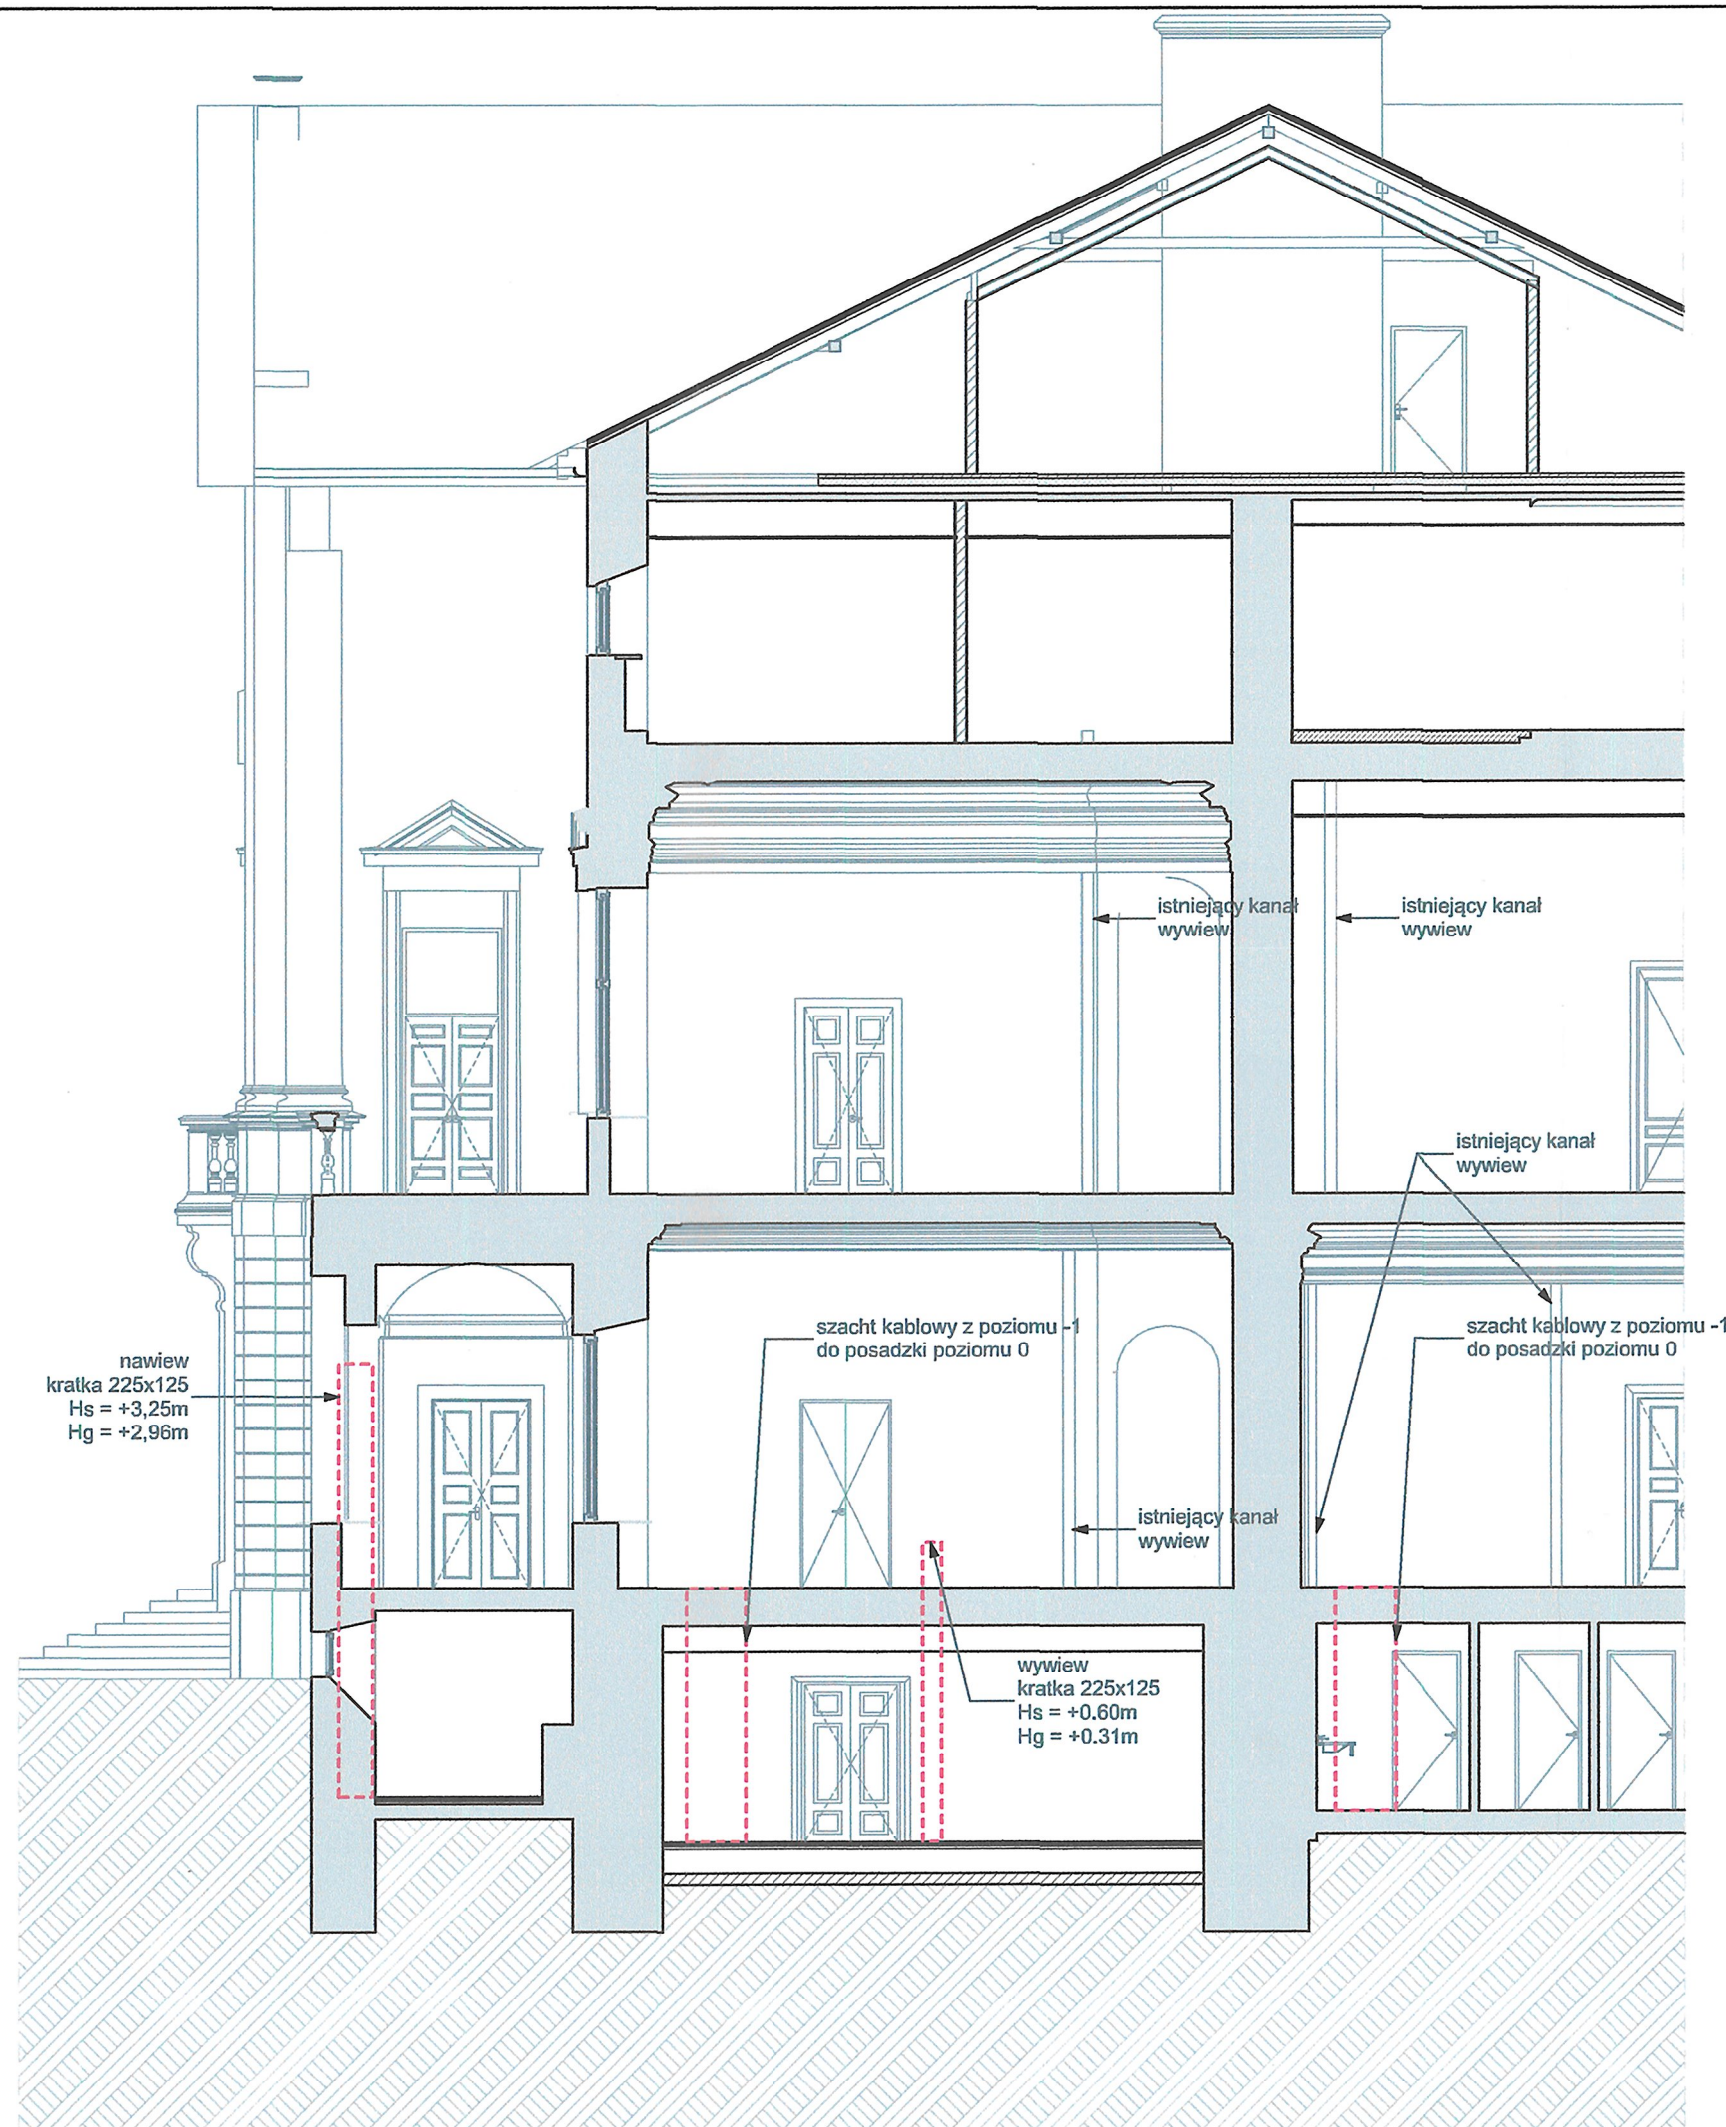 istniejący kanał
wywiew
istniejący kanał
wywiew
istniejący kanał
wywiew
szacht kablowy z poziomu -1
do posadzki poziomu 0
szacht kablowy z poziomu -1
do posadzki poziomu 0
nawiew
kratka 225x125
Hs = +3,25m
Hg = +2,96m
istniejący kanał
wywiew
wywiew
kratka 225x125
Hs = +0.60m
Hg = +0.31m